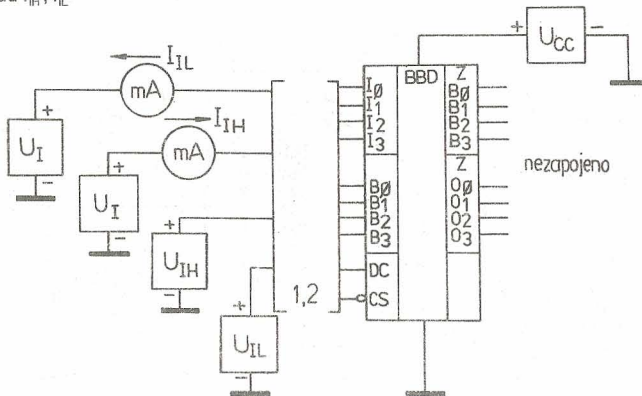 U_CC
+
-
I_IL
mA
+
U_I
-
I_IH
mA
+
U_I
-
+
U_IH
-
+
U_IL
-
1,2
BBD
I0
I1
I2
I3
B0
B1
B2
B3
DC
CS
Z
B0
B1
B2
B3
Z
O0
O1
O2
O3
nezapojeno